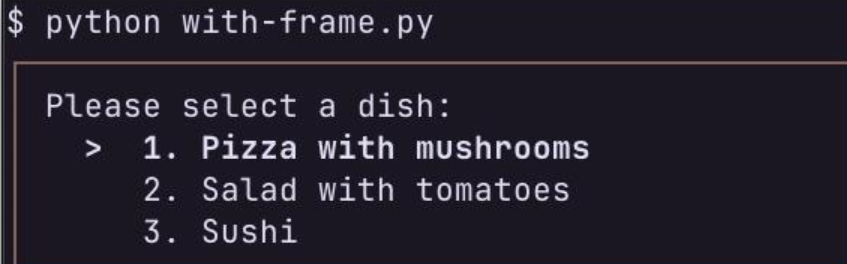 $ python with-frame.py
Please select a dish:
> 1. Pizza with mushrooms
2. Salad with tomatoes
3. Sushi